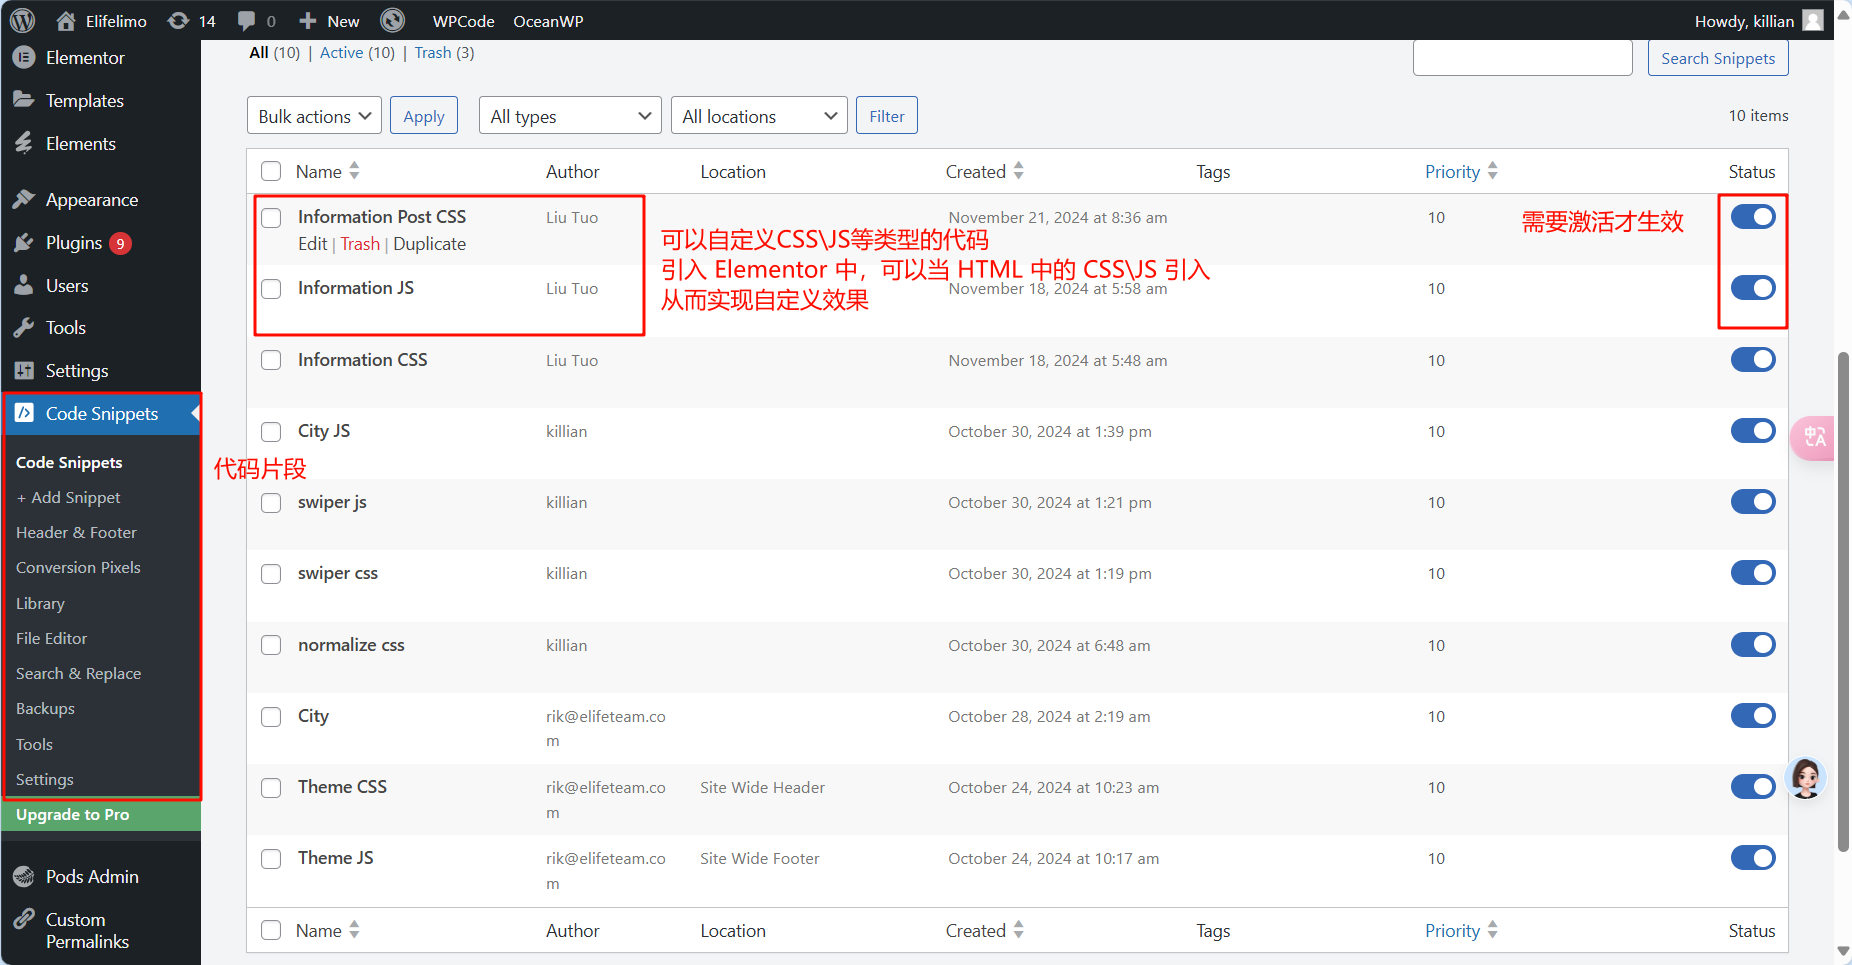 Elifelimo 14 0 New WPCode OceanWP Howdy, killian
Elementor
Templates
Elements
Appearance
Plugins 9
Users
Tools
Settings
Code Snippets
Code Snippets
+ Add Snippet
Header & Footer
Conversion Pixels
Library
File Editor
Search & Replace
Backups
Tools
Settings
Upgrade to Pro
Pods Admin
Custom
Permalinks
代码片段
All (10) | Active (10) | Trash (3)
Search Snippets
Bulk actions Apply All types All locations Filter 10 items
Name Author Location Created Tags Priority Status
Information Post CSS Liu Tuo November 21, 2024 at 8:36 am 10
Edit | Trash | Duplicate
需要激活才生效
可以自定义CSS\JS等类型的代码
引入 Elementor 中，可以当 HTML 中的 CSS\JS 引入
从而实现自定义效果
Information JS Liu Tuo November 18, 2024 at 5:58 am 10
Information CSS Liu Tuo November 18, 2024 at 5:48 am 10
City JS killian October 30, 2024 at 1:39 pm 10
swiper js killian October 30, 2024 at 1:21 pm 10
swiper css killian October 30, 2024 at 1:19 pm 10
normalize css killian October 30, 2024 at 6:48 am 10
City rik@elifeteam.co October 28, 2024 at 2:19 am 10
m
Theme CSS rik@elifeteam.co Site Wide Header October 24, 2024 at 10:23 am 10
m
Theme JS rik@elifeteam.co Site Wide Footer October 24, 2024 at 10:17 am 10
m
Name Author Location Created Tags Priority Status